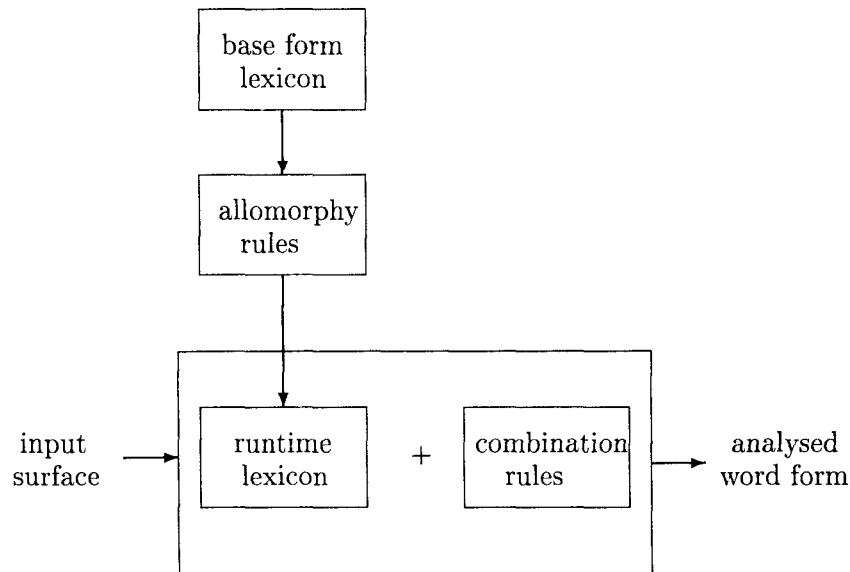 base form
lexicon
allomorphy
rules
input
surface
runtime
lexicon
+
combination
rules
analysed
word form